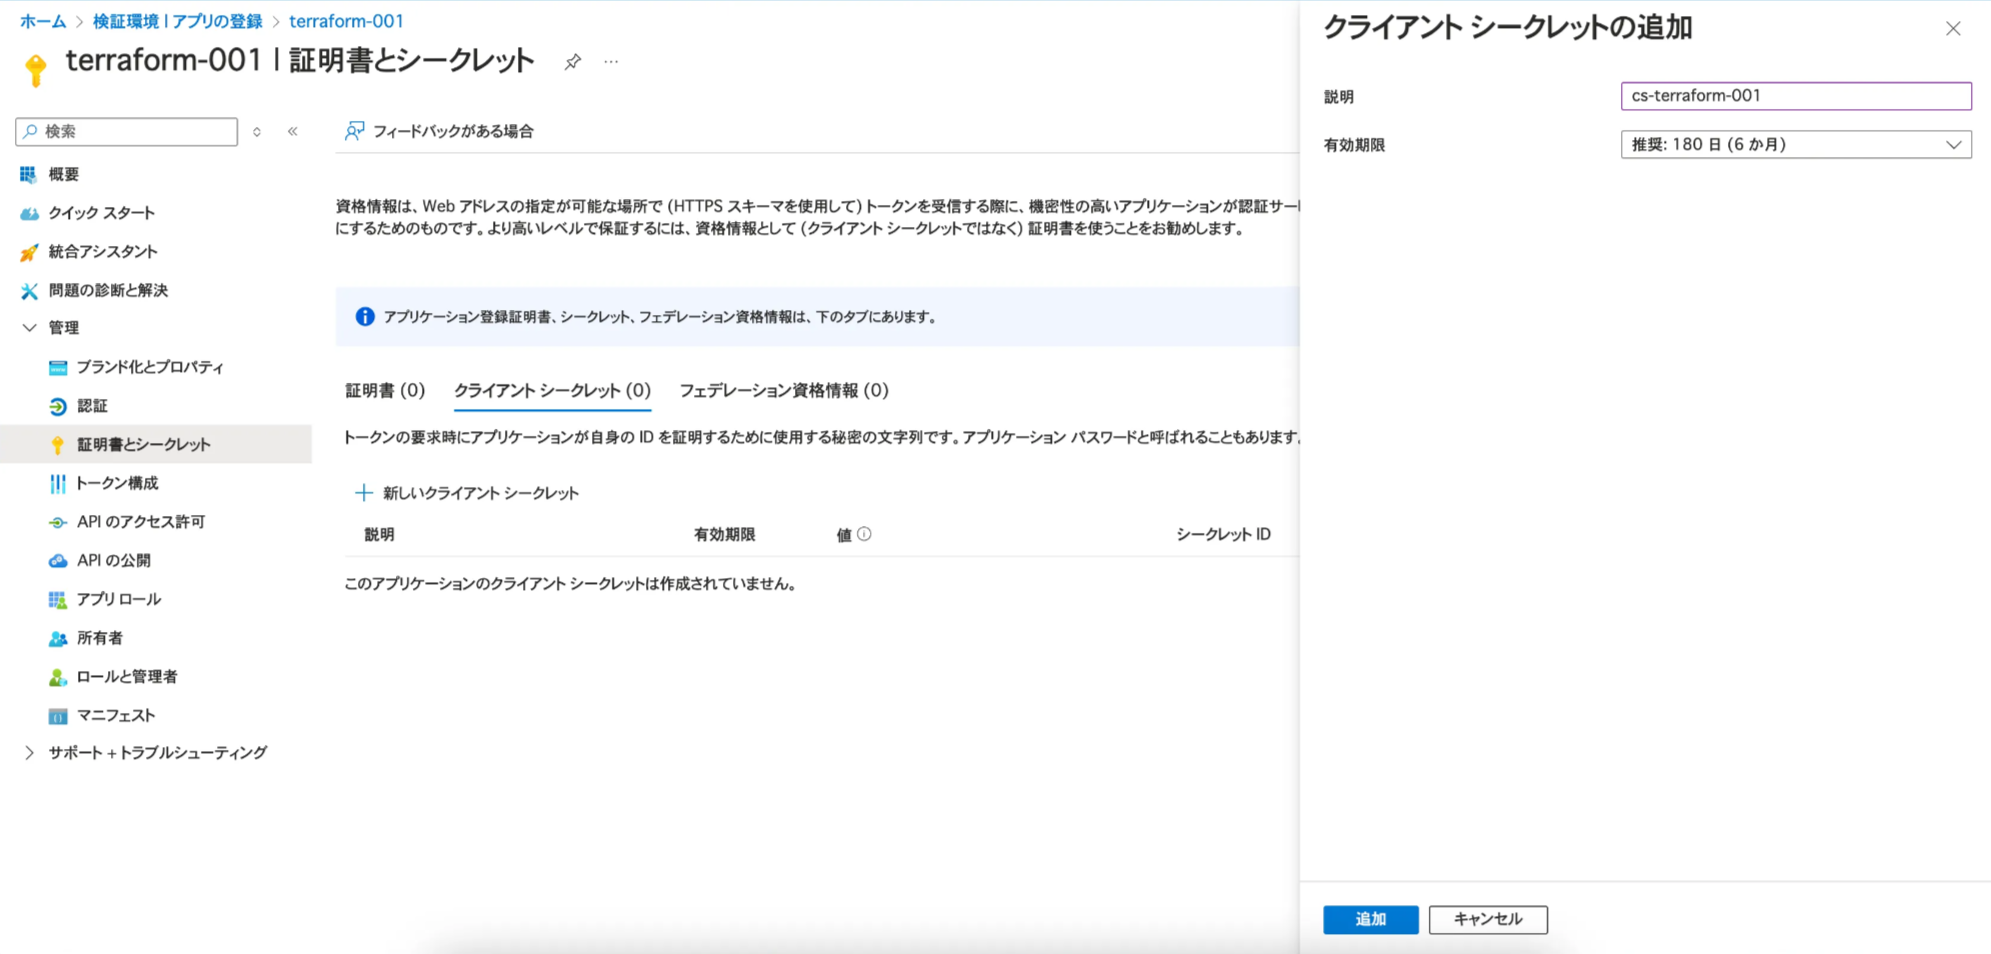 ホーム > 検証環境 | アプリの登録 > terraform-001
terraform-001 | 証明書とシークレット
検索
概要
クイック スタート
統合アシスタント
問題の診断と解決
管理
ブランド化とプロパティ
認証
証明書とシークレット
トークン構成
API のアクセス許可
API の公開
アプリ ロール
所有者
ロールと管理者
マニフェスト
サポート + トラブルシューティング
フィードバックがある場合
資格情報は、Web アドレスの指定が可能な場所で (HTTPS スキーマを使用して) トークンを受信する際に、機密性の高いアプリケーションが認証サー
にするためのものです。より高いレベルで保証するには、資格情報として (クライアント シークレットではなく) 証明書を使うことをお勧めします。
アプリケーション登録証明書、シークレット、フェデレーション資格情報は、下のタブにあります。
証明書 (0) クライアント シークレット (0) フェデレーション資格情報 (0)
トークンの要求時にアプリケーションが自身の ID を証明するために使用する秘密の文字列です。アプリケーション パスワードと呼ばれることもあります。
新しいクライアント シークレット
説明 有効期限 値 シークレット ID
このアプリケーションのクライアント シークレットは作成されていません。
クライアント シークレットの追加
説明 cs-terraform-001
有効期限 推奨: 180 日 (6 か月)
追加 キャンセル